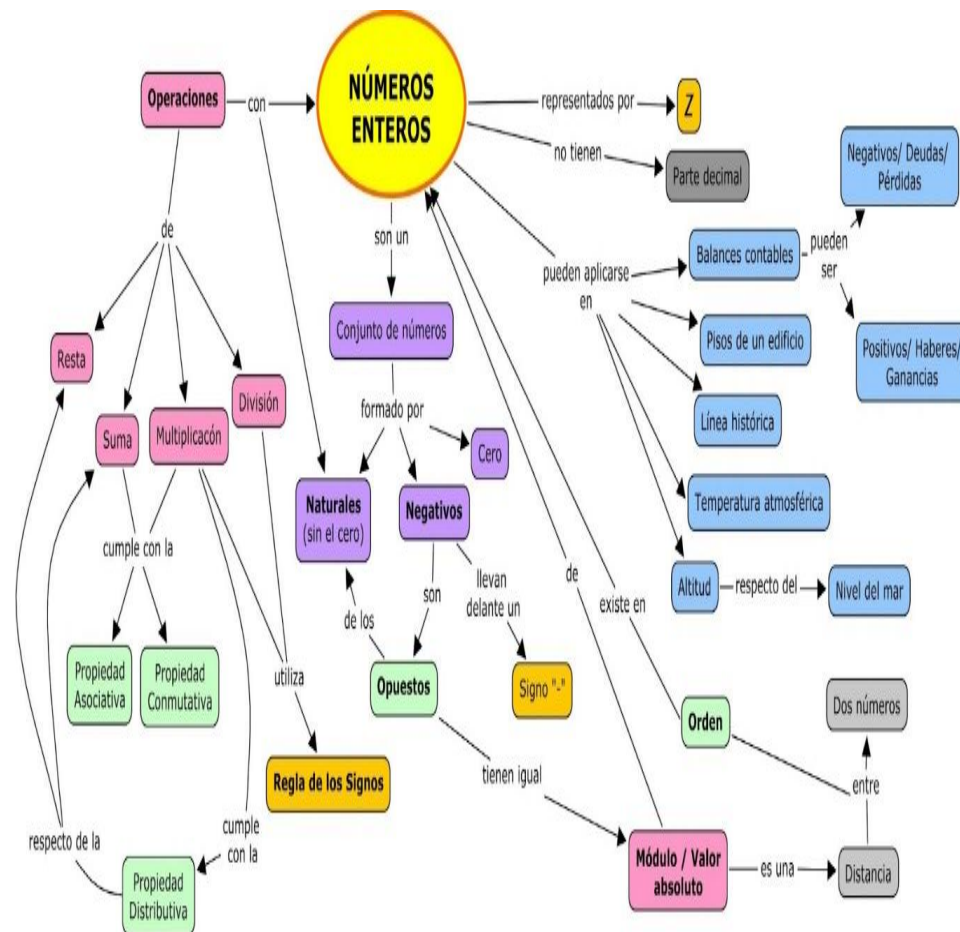 NÚMEROS
ENTEROS
Operaciones
con
representados por
Z
no tienen
Parte decimal
Negativos/ Deudas/
Pérdidas
de
son un
pueden aplicarse
en
Balances contables
pueden
ser
Positivos/ Haberes/
Ganancias
Pisos de un edificio
Línea histórica
Temperatura atmosférica
Altitud
respecto del
Nivel del mar
Conjunto de números
formado por
Cero
Naturales
(sin el cero)
Negativos
Resta
Suma
Multiplicacón
División
cumple con la
Propiedad
Asociativa
Propiedad
Conmutativa
utiliza
Regla de los Signos
de los
son
llevan
delante un
Opuestos
Signo "-"
de
existe en
Orden
Dos números
entre
tienen igual
Módulo / Valor
absoluto
es una
Distancia
respecto de la
cumple
con la
Propiedad
Distributiva